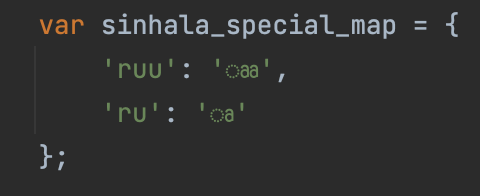 var sinhala_special_map = {
    'ruu': 'ෲ',
    'ru': 'ෘ'
};